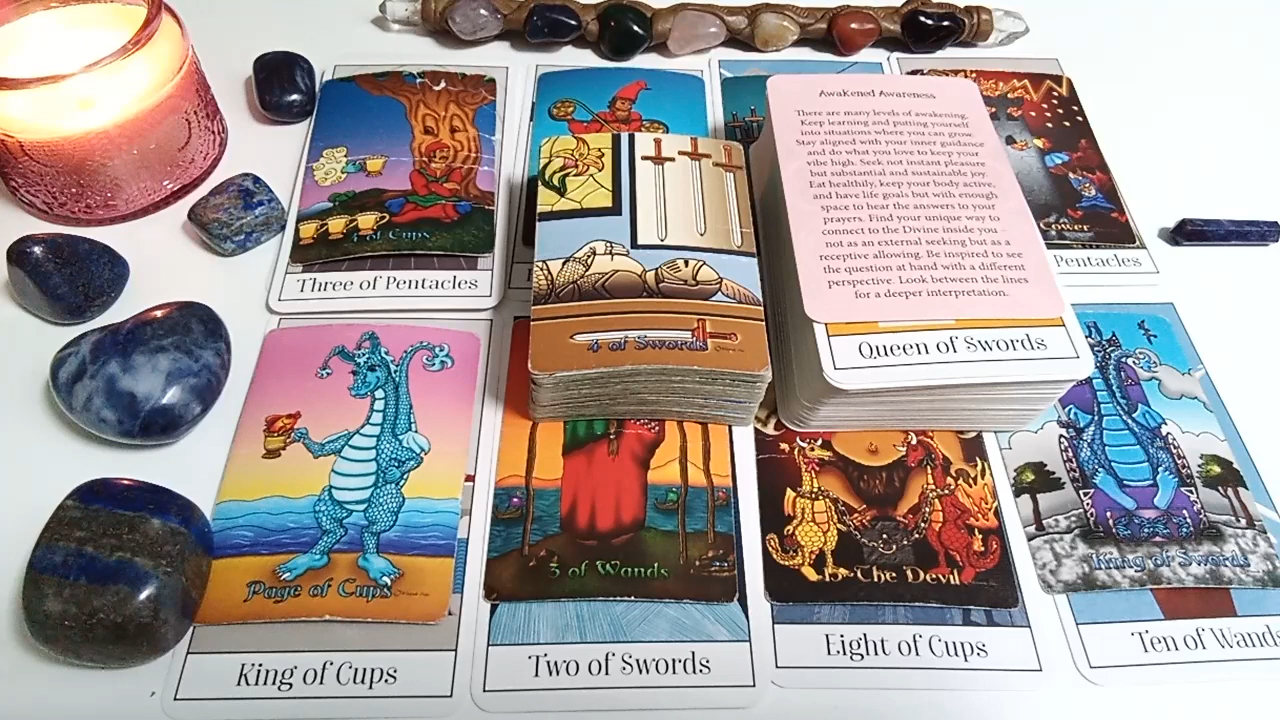 4 of Cups
Three of Pentacles
4 of Swords
Awakened Awareness
There are many levels of awakening.
Keep learning and putting yourself
into situations where you can grow.
Stay aligned with your inner guidance
and do what you love to keep your
vibe high. Seek not instant pleasure
but substantial and sustainable joy.
Eat healthily, keep your body active,
and have life goals but with enough
space to hear the answers to your
prayers. Find your unique way to
connect to the Divine inside you –
not as an external seeking but as a
receptive allowing. Be inspired to see
the question at hand with a different
perspective. Look between the lines
for a deeper interpretation.
Queen of Swords
Tower
Pentacles
Page of Cups
King of Cups
3 of Wands
Two of Swords
15~The Devil
Eight of Cups
King of Swords
Ten of Wands